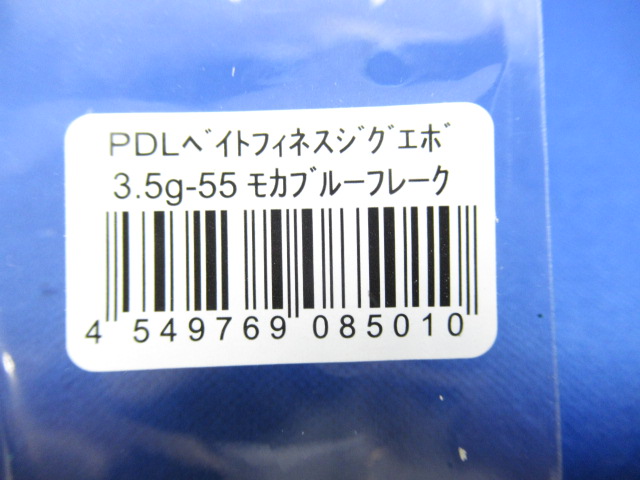 PDLﾍﾞｲﾄﾌｨﾈｽｼﾞｸﾞｴﾎﾞ
3.5g-55 ﾓｶﾌﾞﾙｰﾌﾚｰｸ
4 549769 085010